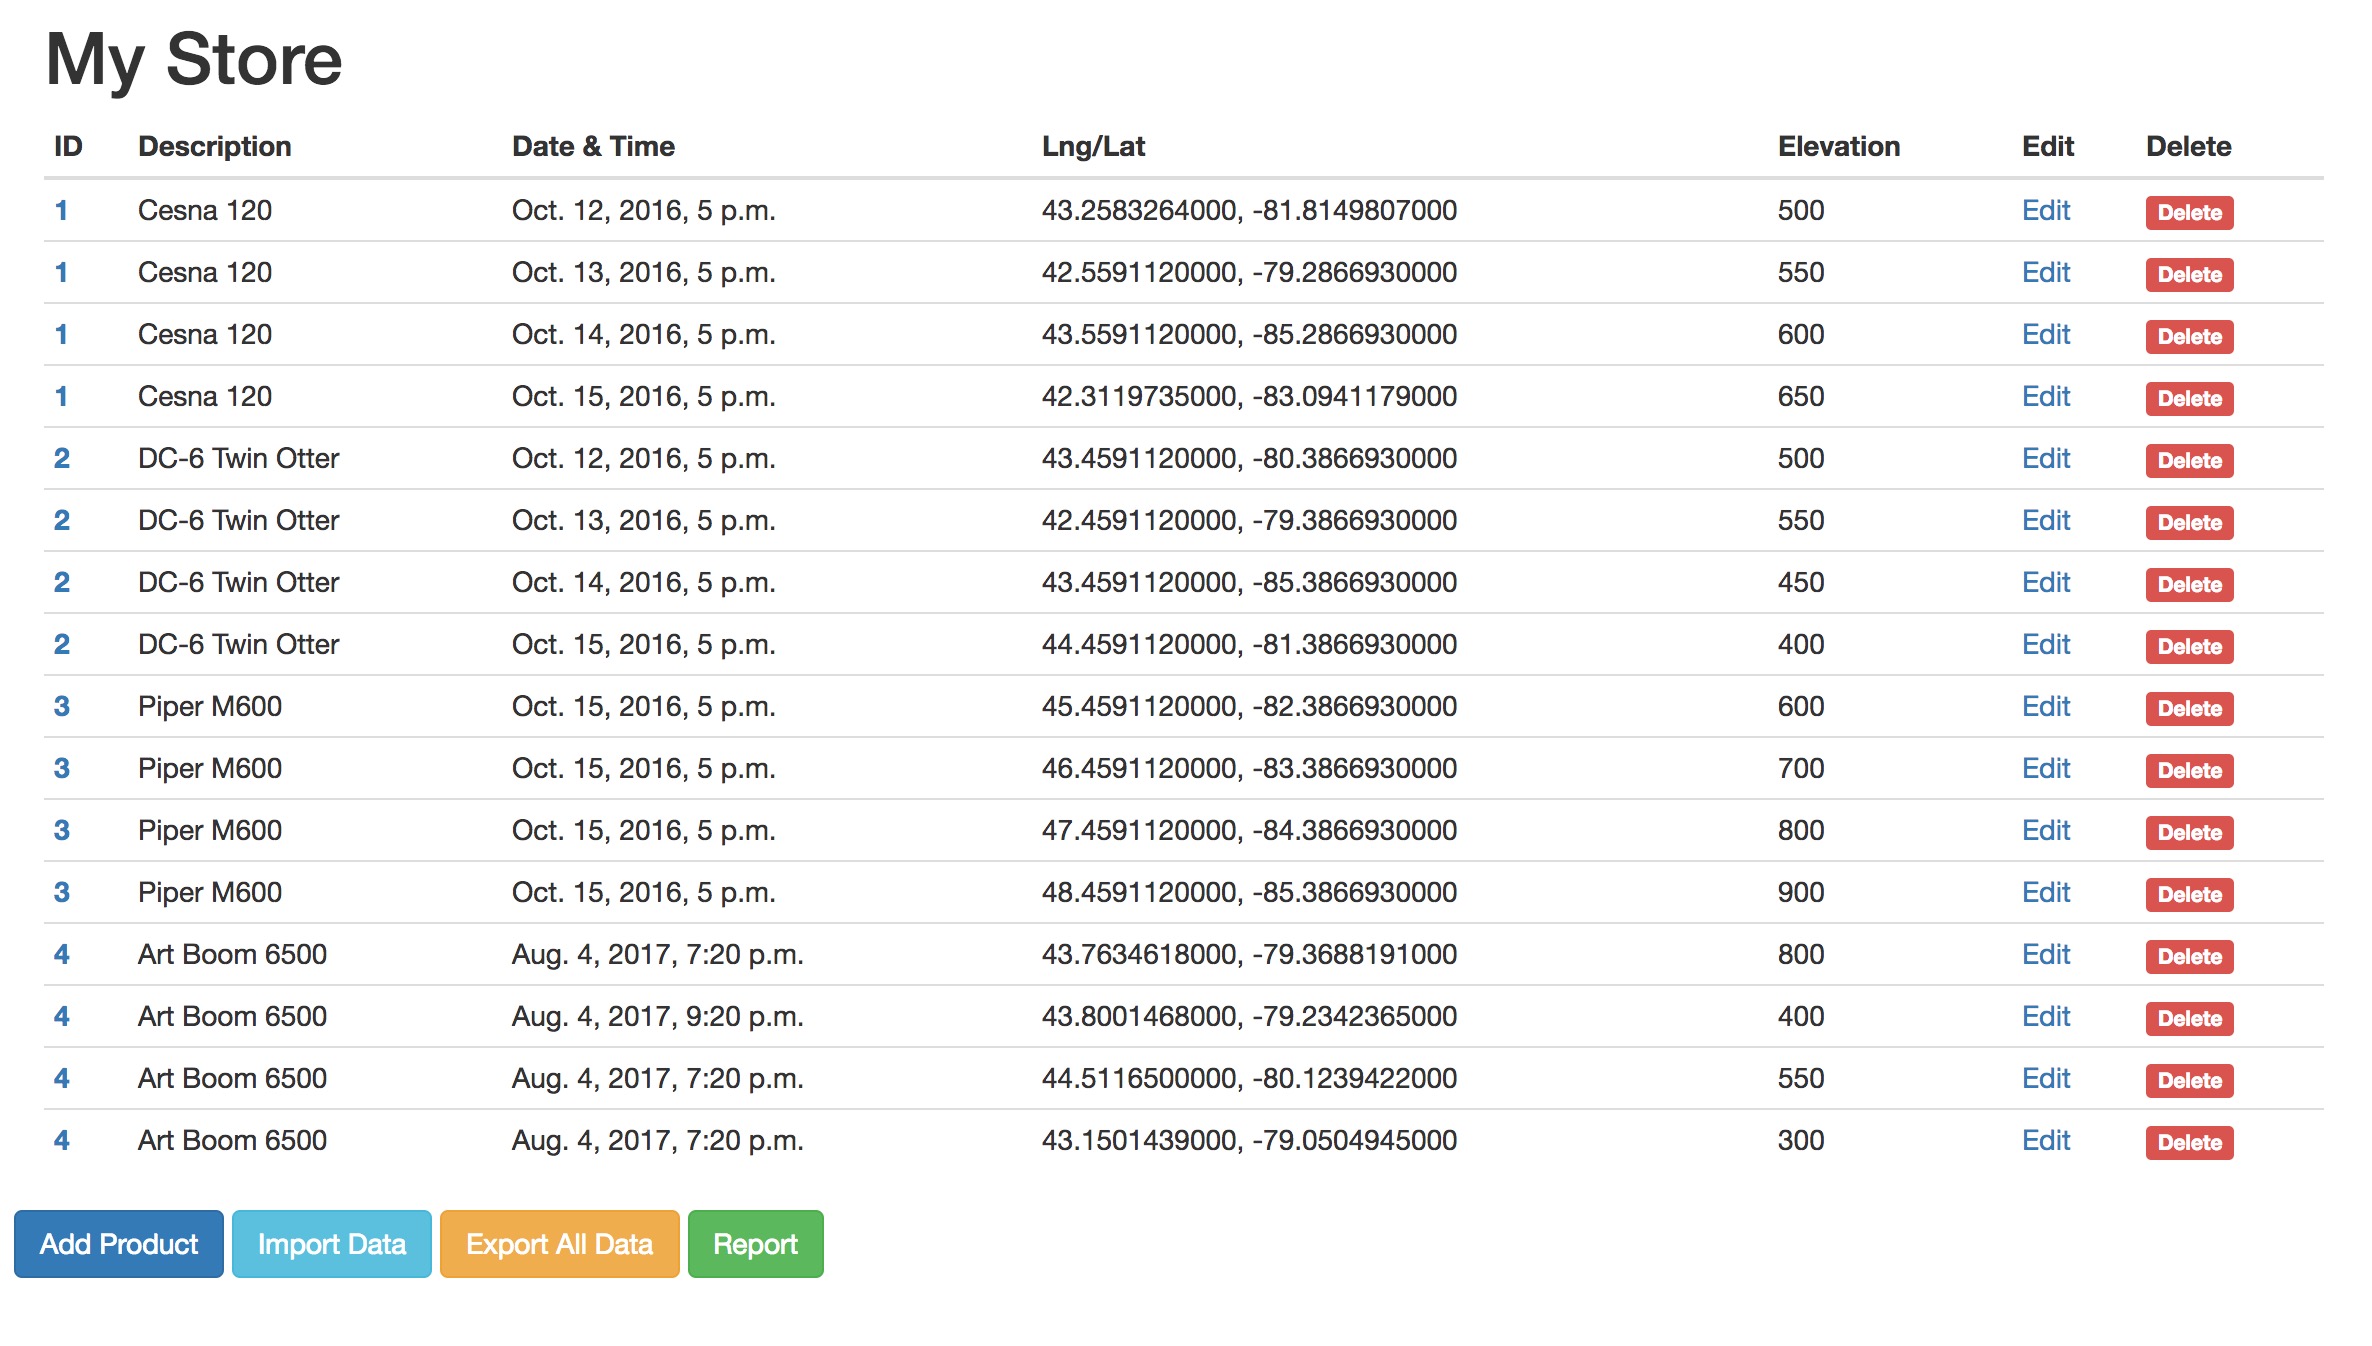 My Store
ID Description Date & Time Lng/Lat Elevation Edit Delete
1 Cesna 120 Oct. 12, 2016, 5 p.m. 43.2583264000, -81.8149807000 500 Edit Delete
1 Cesna 120 Oct. 13, 2016, 5 p.m. 42.5591120000, -79.2866930000 550 Edit Delete
1 Cesna 120 Oct. 14, 2016, 5 p.m. 43.5591120000, -85.2866930000 600 Edit Delete
1 Cesna 120 Oct. 15, 2016, 5 p.m. 42.3119735000, -83.0941179000 650 Edit Delete
2 DC-6 Twin Otter Oct. 12, 2016, 5 p.m. 43.4591120000, -80.3866930000 500 Edit Delete
2 DC-6 Twin Otter Oct. 13, 2016, 5 p.m. 42.4591120000, -79.3866930000 550 Edit Delete
2 DC-6 Twin Otter Oct. 14, 2016, 5 p.m. 43.4591120000, -85.3866930000 450 Edit Delete
2 DC-6 Twin Otter Oct. 15, 2016, 5 p.m. 44.4591120000, -81.3866930000 400 Edit Delete
3 Piper M600 Oct. 15, 2016, 5 p.m. 45.4591120000, -82.3866930000 600 Edit Delete
3 Piper M600 Oct. 15, 2016, 5 p.m. 46.4591120000, -83.3866930000 700 Edit Delete
3 Piper M600 Oct. 15, 2016, 5 p.m. 47.4591120000, -84.3866930000 800 Edit Delete
3 Piper M600 Oct. 15, 2016, 5 p.m. 48.4591120000, -85.3866930000 900 Edit Delete
4 Art Boom 6500 Aug. 4, 2017, 7:20 p.m. 43.7634618000, -79.3688191000 800 Edit Delete
4 Art Boom 6500 Aug. 4, 2017, 9:20 p.m. 43.8001468000, -79.2342365000 400 Edit Delete
4 Art Boom 6500 Aug. 4, 2017, 7:20 p.m. 44.5116500000, -80.1239422000 550 Edit Delete
4 Art Boom 6500 Aug. 4, 2017, 7:20 p.m. 43.1501439000, -79.0504945000 300 Edit Delete
Add Product Import Data Export All Data Report